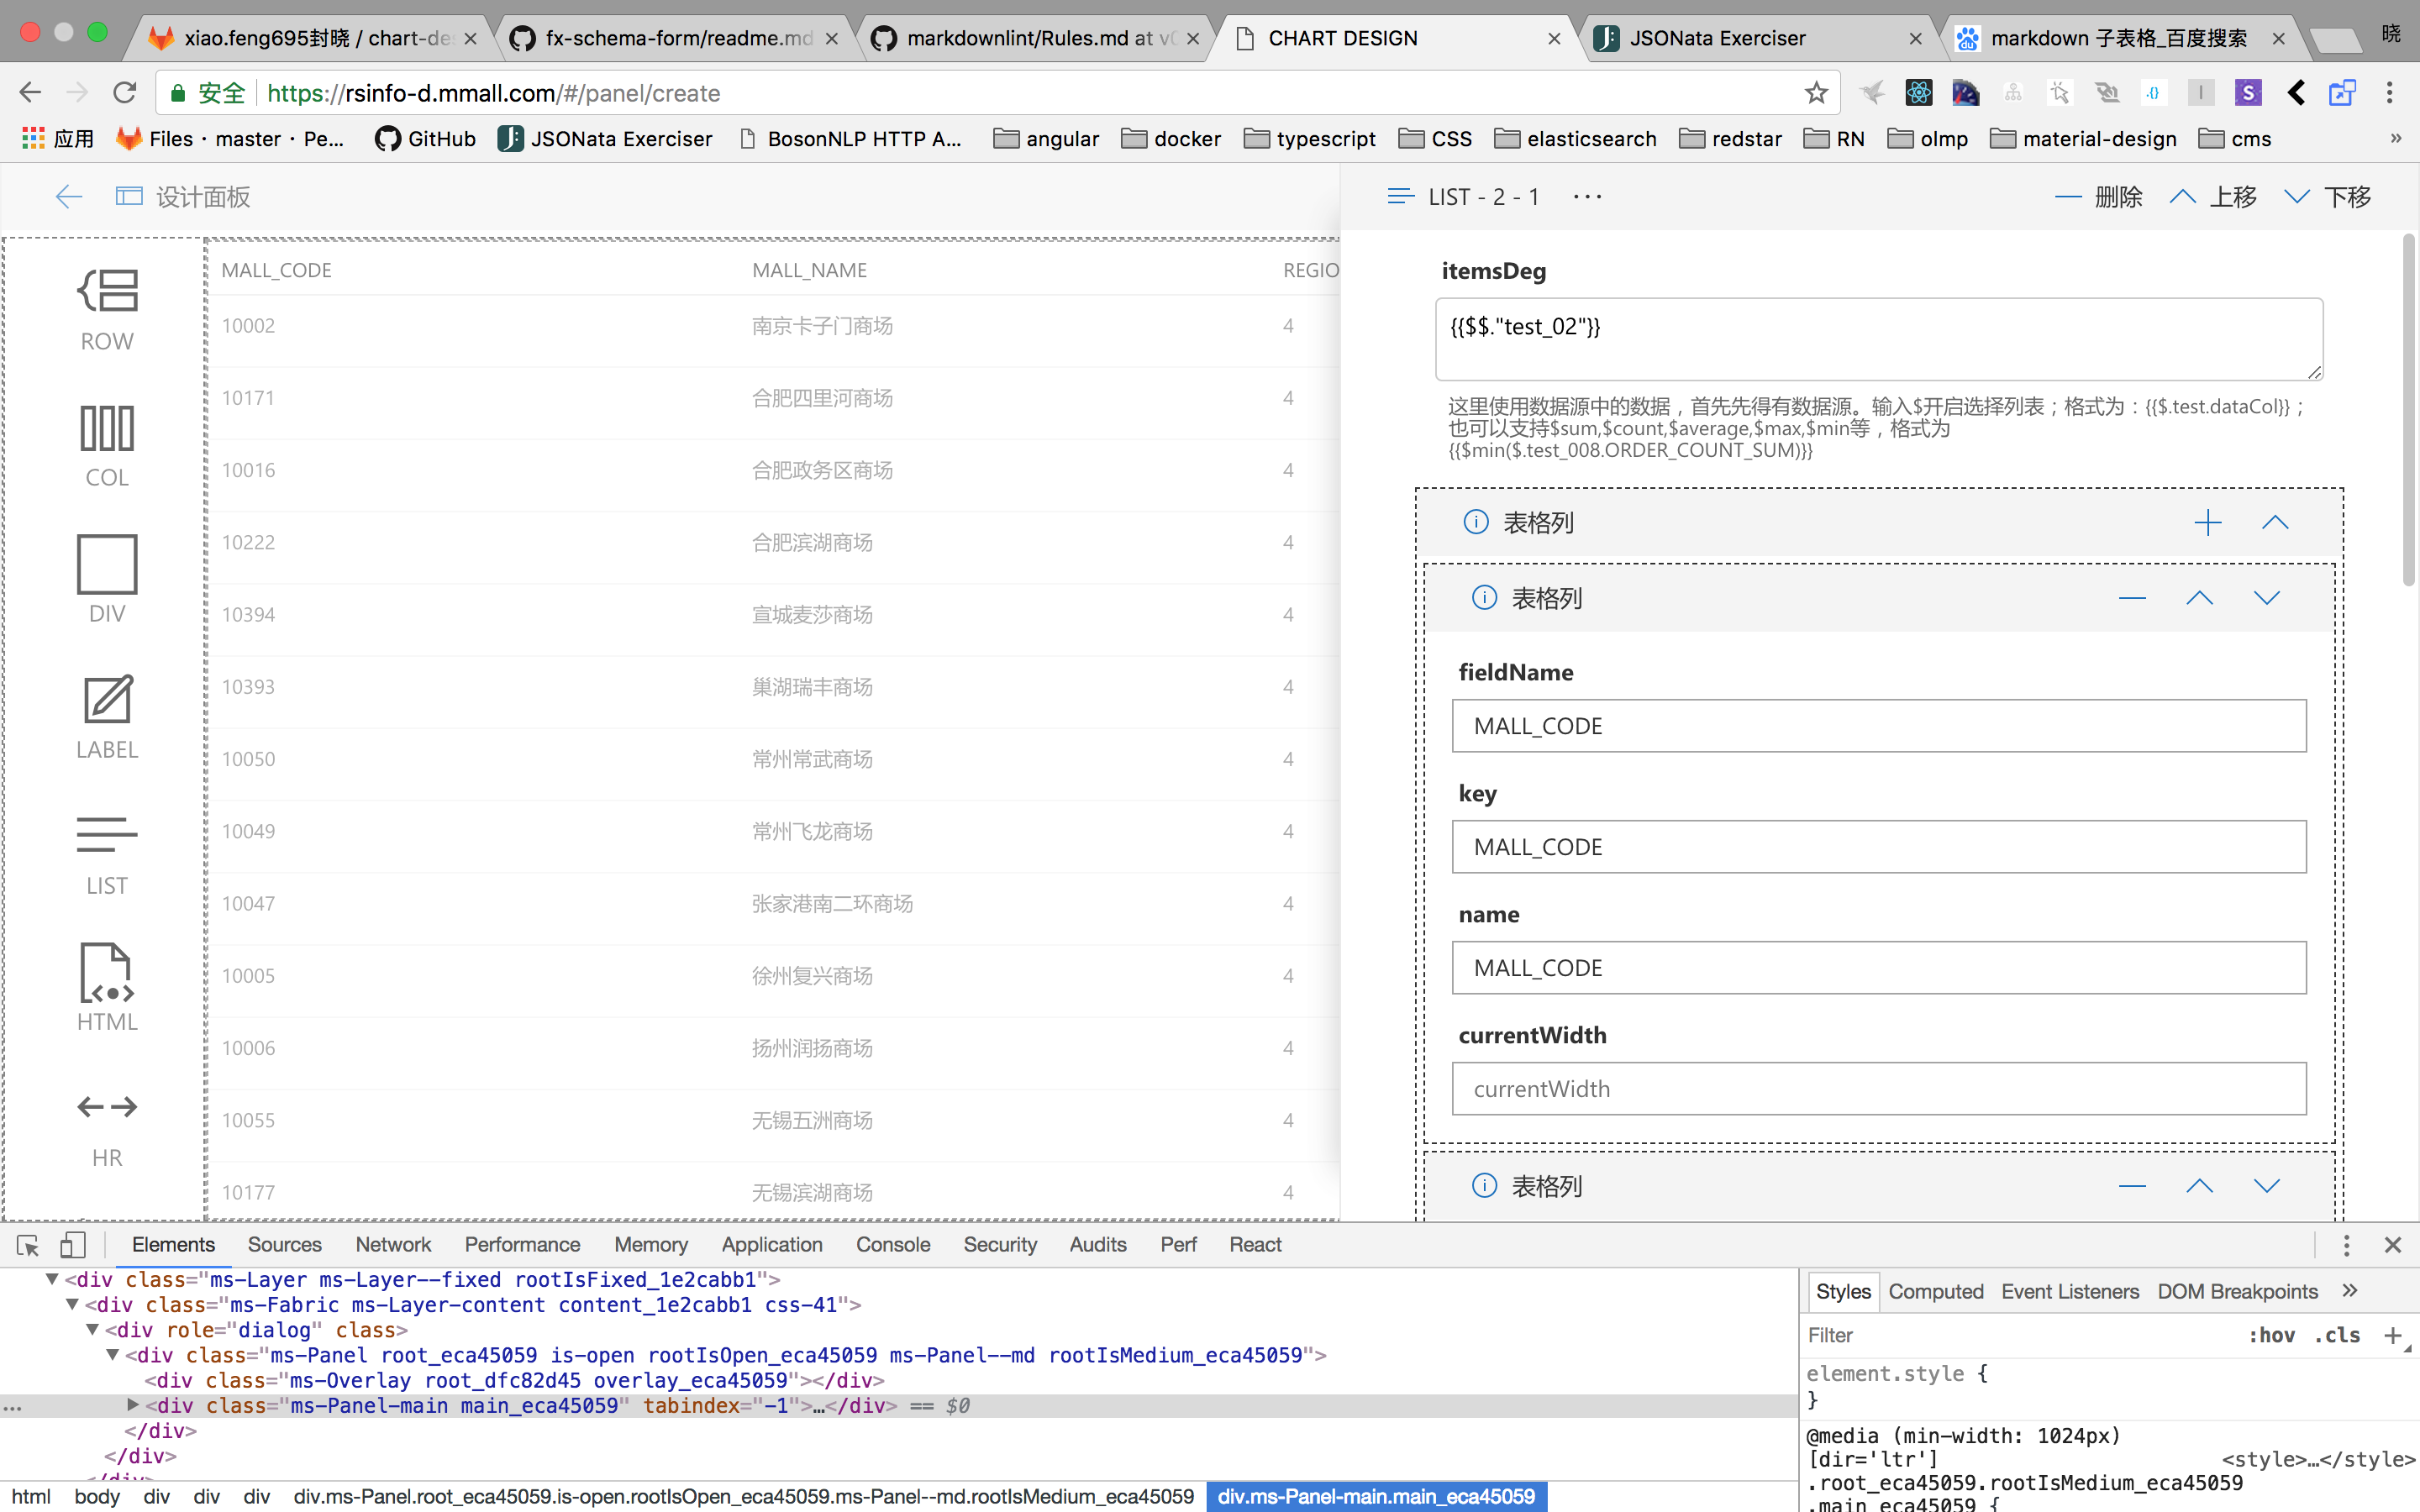 xiao.feng695封晓 / chart-des
fx-schema-form/readme.md
markdownlint/Rules.md at v0
CHART DESIGN
JSONata Exerciser
markdown 子表格_百度搜索
晓
安全
https://rsinfo-d.mmall.com/#/panel/create
应用
Files · master · Pe...
GitHub
JSONata Exerciser
BosonNLP HTTP A...
angular
docker
typescript
CSS
elasticsearch
redstar
RN
olmp
material-design
cms
»
设计面板
LIST - 2 - 1
删除
上移
下移
ROW
COL
DIV
LABEL
LIST
HTML
HR
MALL_CODE MALL_NAME REGIO
10002 南京卡子门商场 4
10171 合肥四里河商场 4
10016 合肥政务区商场 4
10222 合肥滨湖商场 4
10394 宣城麦莎商场 4
10393 巢湖瑞丰商场 4
10050 常州常武商场 4
10049 常州飞龙商场 4
10047 张家港南二环商场 4
10005 徐州复兴商场 4
10006 扬州润扬商场 4
10055 无锡五洲商场 4
10177 无锡滨湖商场 4
itemsDeg
{{$$."test_02"}}
这里使用数据源中的数据，首先先得有数据源。输入$开启选择列表；格式为：{{$.test.dataCol}}；
也可以支持$sum,$count,$average,$max,$min等，格式为
{{$min($.test_008.ORDER_COUNT_SUM)}}
表格列
表格列
fieldName
MALL_CODE
key
MALL_CODE
name
MALL_CODE
currentWidth
currentWidth
表格列
Elements Sources Network Performance Memory Application Console Security Audits Perf React
<div class="ms-Layer ms-Layer--fixed rootIsFixed_1e2cabb1">
<div class="ms-Fabric ms-Layer-content content_1e2cabb1 css-41">
<div role="dialog" class>
<div class="ms-Panel root_eca45059 is-open rootIsOpen_eca45059 ms-Panel--md rootIsMedium_eca45059">
<div class="ms-Overlay root_dfc82d45 overlay_eca45059"></div>
<div class="ms-Panel-main main_eca45059" tabindex="-1">…</div> == $0
</div>
</div>
</div>
html body div div div div.ms-Panel.root_eca45059.is-open.rootIsOpen_eca45059.ms-Panel--md.rootIsMedium_eca45059 div.ms-Panel-main.main_eca45059
Styles Computed Event Listeners DOM Breakpoints »
Filter :hov .cls +
element.style {
}
@media (min-width: 1024px)
[dir='ltr'] <style>…</style>
.root_eca45059.rootIsMedium_eca45059
.main_eca45059 {